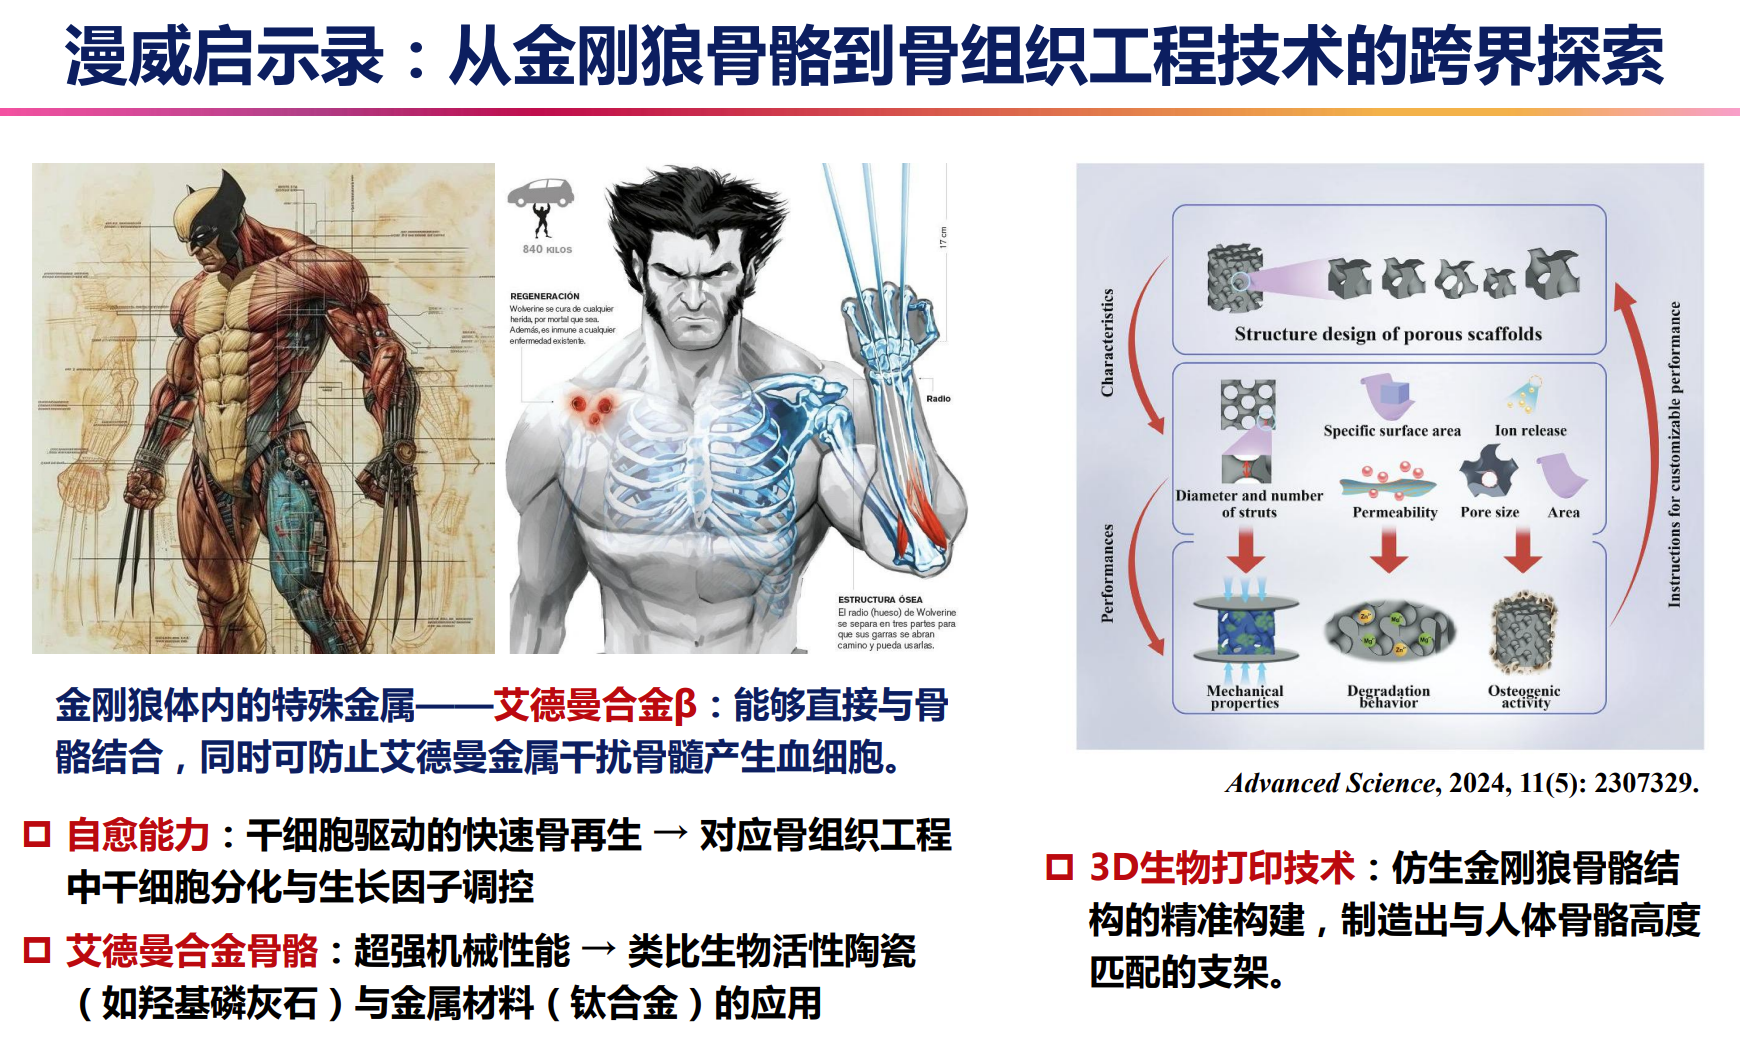 漫威启示录：从金刚狼骨骼到骨组织工程技术的跨界探索
840 KILOS
REGENERACIÓN
Wolverine se cura de cualquier
herida, por mortal que sea.
Además, es inmune a cualquier
enfermedad existente.
17 cm
Radio
ESTRUCTURA ÓSEA
El radio (hueso) de Wolverine
se separa en tres partes para
que sus garras se abran
camino y pueda usarlas.
金刚狼体内的特殊金属——艾德曼合金β：能够直接与骨
骼结合，同时可防止艾德曼金属干扰骨髓产生血细胞。
自愈能力：干细胞驱动的快速骨再生 → 对应骨组织工程
中干细胞分化与生长因子调控
艾德曼合金骨骼：超强机械性能 → 类比生物活性陶瓷
（如羟基磷灰石）与金属材料（钛合金）的应用
Characteristics
Performances
Instructions for customizable performance
Structure design of porous scaffolds
Specific surface area
Ion release
Diameter and number
of struts
Permeability
Pore size
Area
Zn²⁺
Mg²⁺
Mg²⁺
Mg²⁺
Zn²⁺
Mechanical
properties
Degradation
behavior
Osteogenic
activity
Advanced Science, 2024, 11(5): 2307329.
3D生物打印技术：仿生金刚狼骨骼结
构的精准构建，制造出与人体骨骼高度
匹配的支架。